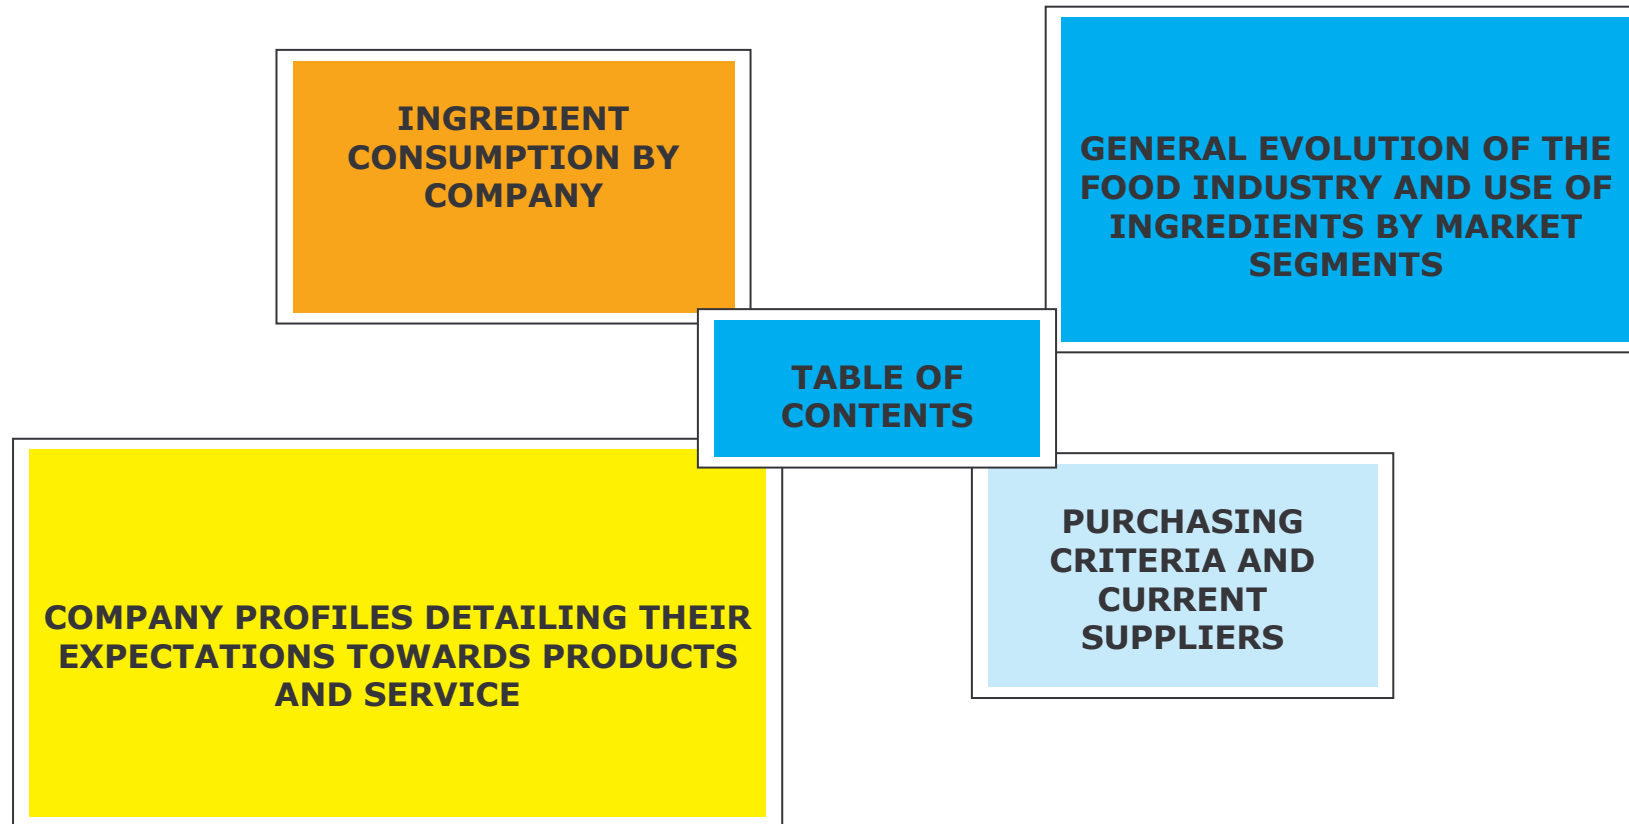 INGREDIENT
CONSUMPTION BY
COMPANY
GENERAL EVOLUTION OF THE
FOOD INDUSTRY AND USE OF
INGREDIENTS BY MARKET
SEGMENTS
TABLE OF
CONTENTS
COMPANY PROFILES DETAILING THEIR
EXPECTATIONS TOWARDS PRODUCTS
AND SERVICE
PURCHASING
CRITERIA AND
CURRENT
SUPPLIERS